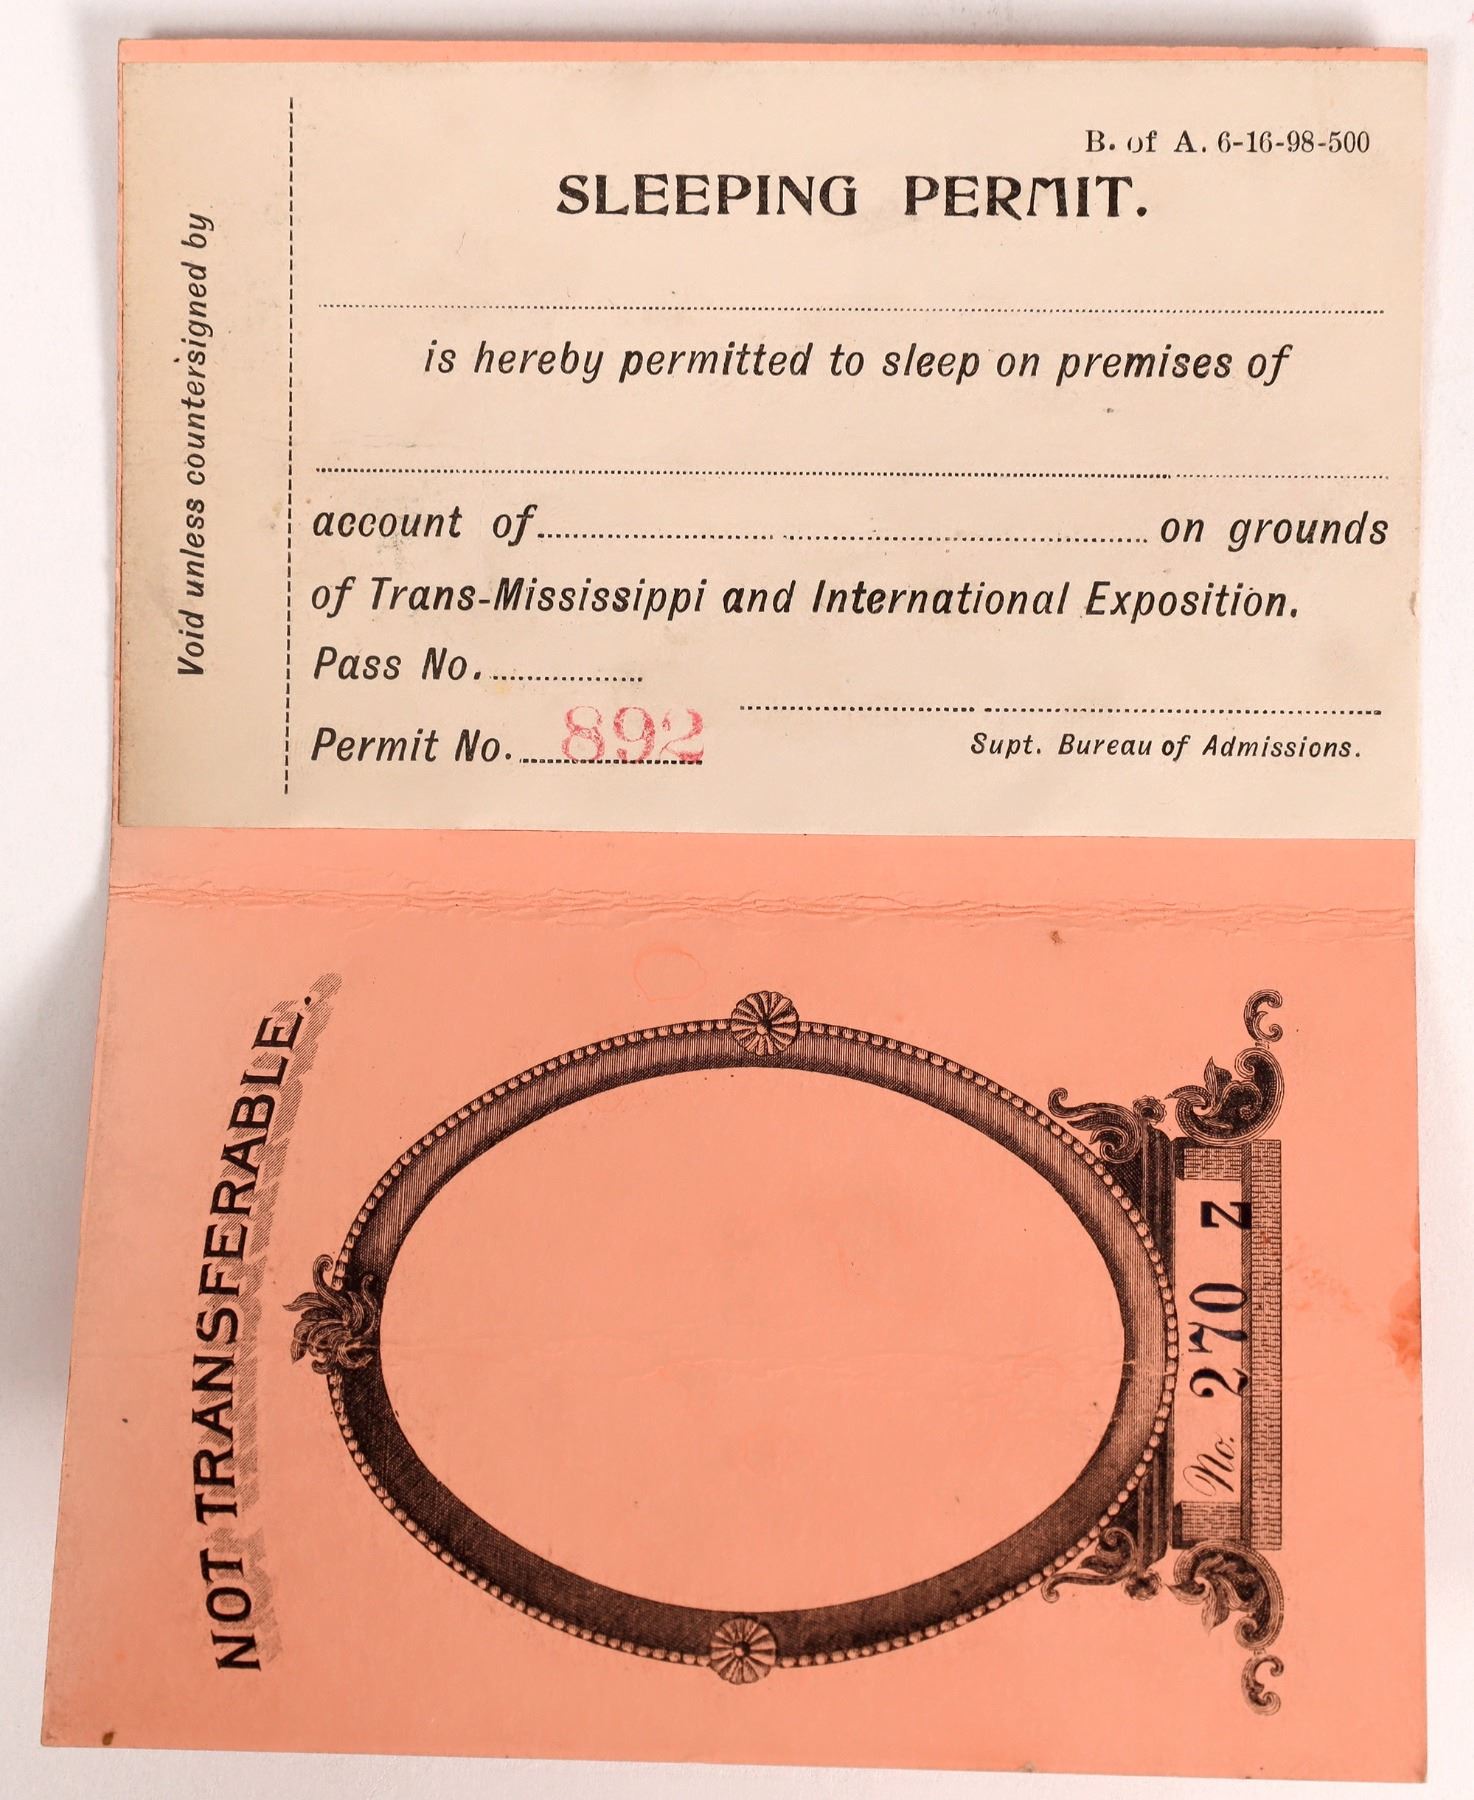 B. of A. 6-16-98-500
SLEEPING PERMIT.
is hereby permitted to sleep on premises of
account of on grounds
of Trans-Mississippi and International Exposition.
Pass No.
Permit No. 892
Supt. Bureau of Admissions.
Void unless countersigned by
NOT TRANSFERABLE.
No. 270 Z